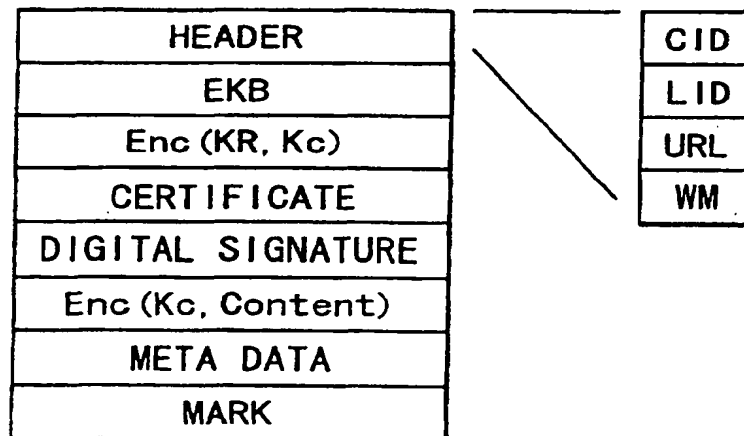 HEADER
EKB
Enc (KR, Kc)
CERTIFICATE
DIGITAL SIGNATURE
Enc (Kc, Content)
META DATA
MARK
CID
LID
URL
WM